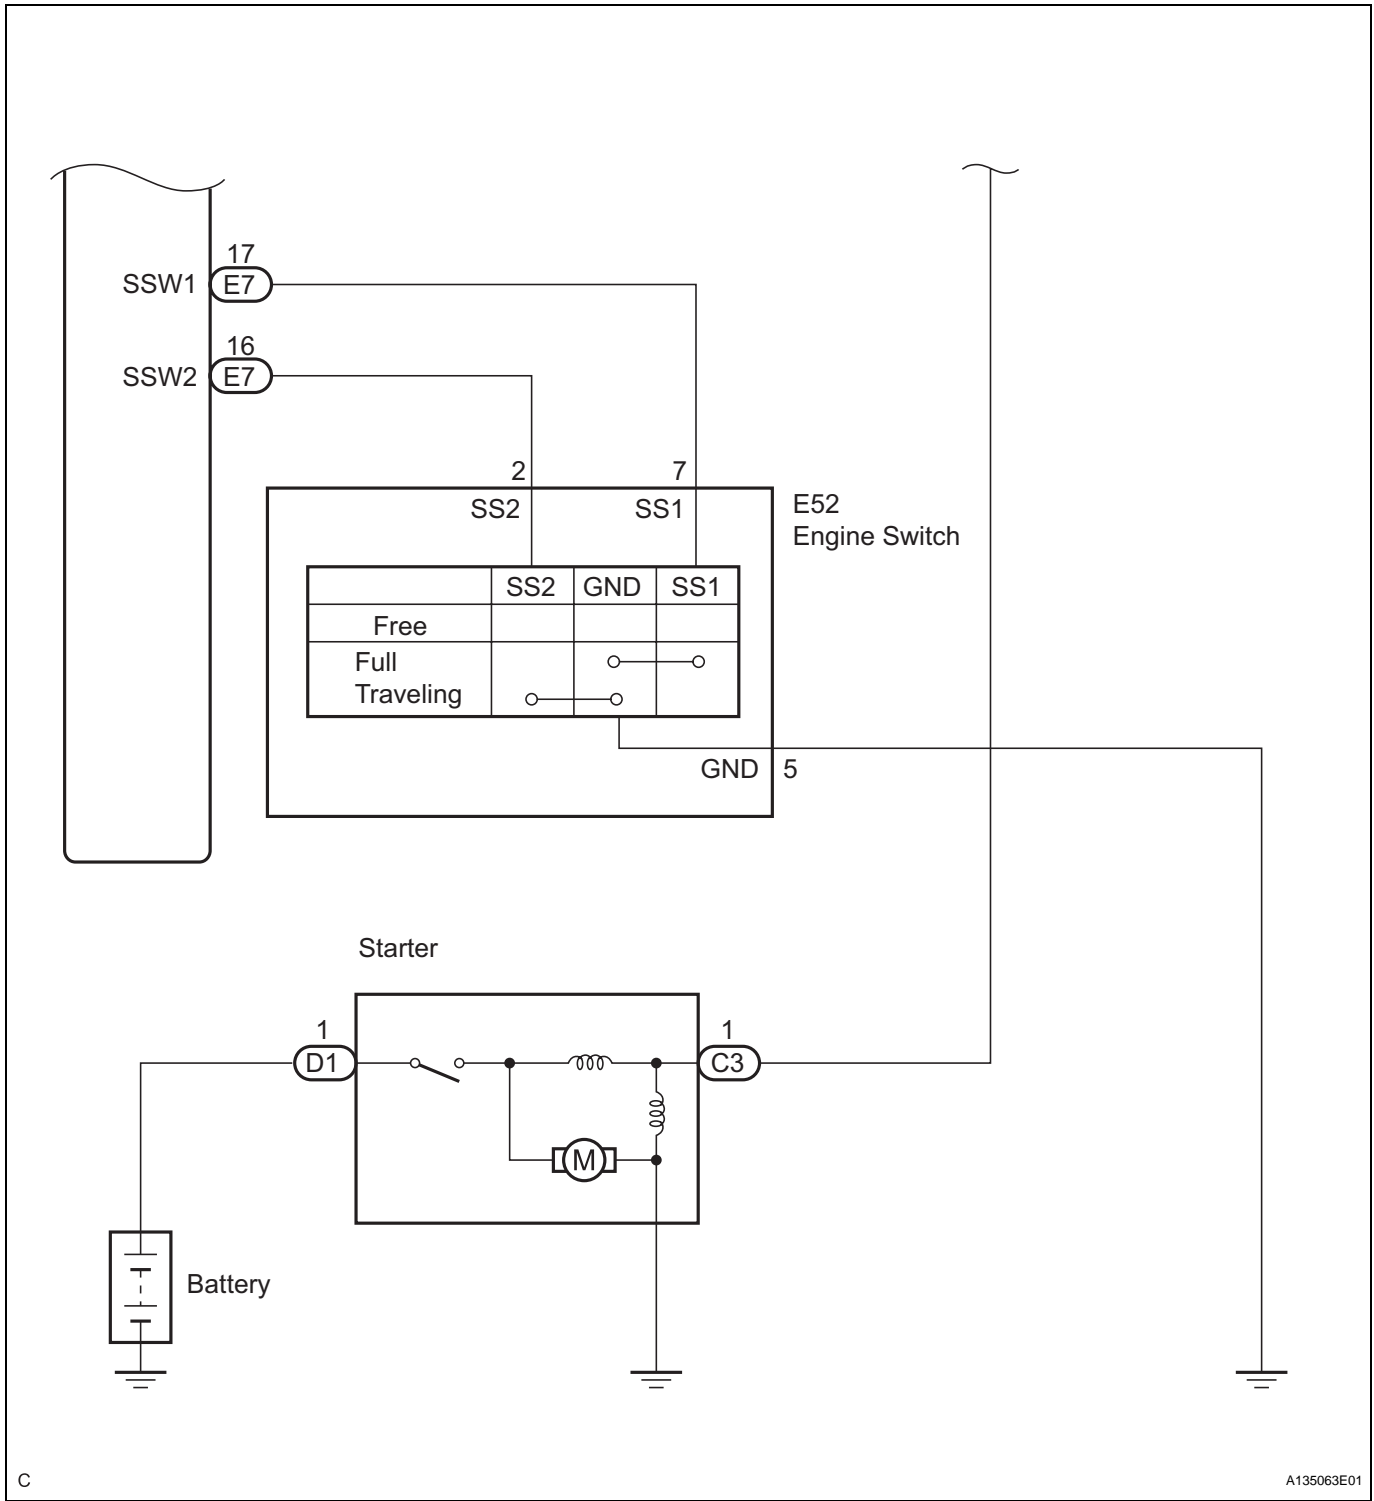 17
SSW1 E7
16
SSW2 E7
2 7
SS2 SS1
E52
Engine Switch
SS2 GND SS1
Free
Full
Traveling
GND 5
Starter
1 1
D1 C3
M
Battery
C A135063E01